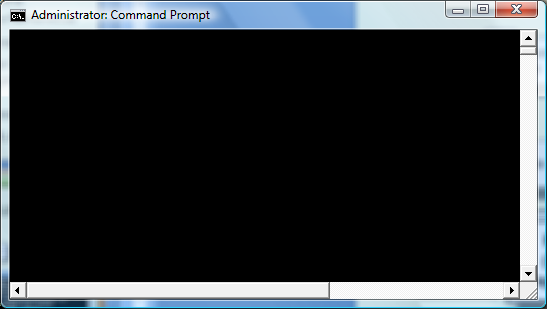 C:\.
Administrator: Command Prompt